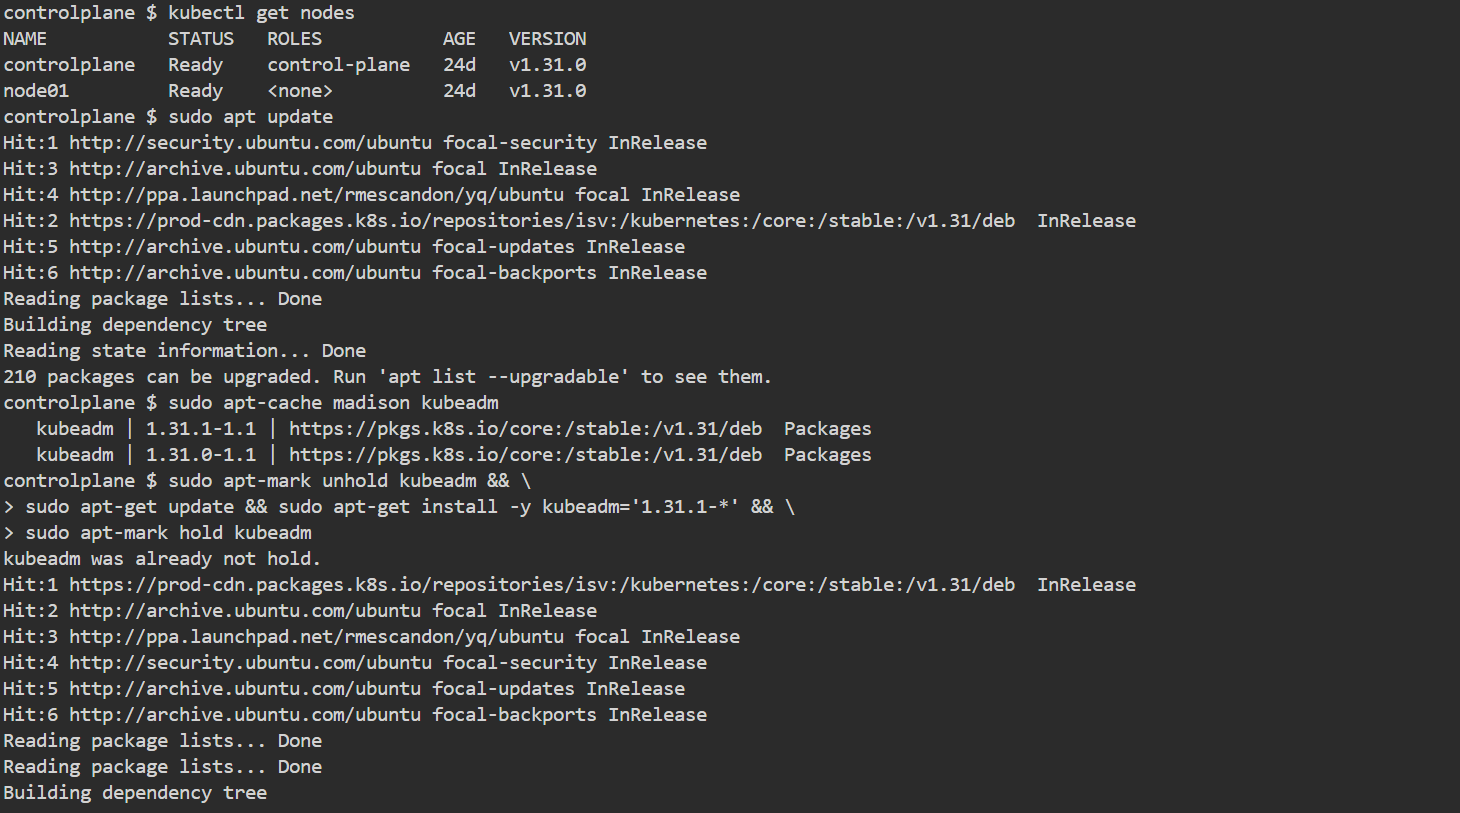 controlplane $ kubectl get nodes
NAME           STATUS   ROLES           AGE   VERSION
controlplane   Ready    control-plane   24d   v1.31.0
node01         Ready    <none>          24d   v1.31.0
controlplane $ sudo apt update
Hit:1 http://security.ubuntu.com/ubuntu focal-security InRelease
Hit:3 http://archive.ubuntu.com/ubuntu focal InRelease
Hit:4 http://ppa.launchpad.net/rmescandon/yq/ubuntu focal InRelease
Hit:2 https://prod-cdn.packages.k8s.io/repositories/isv:/kubernetes:/core:/stable:/v1.31/deb  InRelease
Hit:5 http://archive.ubuntu.com/ubuntu focal-updates InRelease
Hit:6 http://archive.ubuntu.com/ubuntu focal-backports InRelease
Reading package lists... Done
Building dependency tree
Reading state information... Done
210 packages can be upgraded. Run 'apt list --upgradable' to see them.
controlplane $ sudo apt-cache madison kubeadm
   kubeadm | 1.31.1-1.1 | https://pkgs.k8s.io/core:/stable:/v1.31/deb  Packages
   kubeadm | 1.31.0-1.1 | https://pkgs.k8s.io/core:/stable:/v1.31/deb  Packages
controlplane $ sudo apt-mark unhold kubeadm && \
> sudo apt-get update && sudo apt-get install -y kubeadm='1.31.1-*' && \
> sudo apt-mark hold kubeadm
kubeadm was already not hold.
Hit:1 https://prod-cdn.packages.k8s.io/repositories/isv:/kubernetes:/core:/stable:/v1.31/deb  InRelease
Hit:2 http://archive.ubuntu.com/ubuntu focal InRelease
Hit:3 http://ppa.launchpad.net/rmescandon/yq/ubuntu focal InRelease
Hit:4 http://security.ubuntu.com/ubuntu focal-security InRelease
Hit:5 http://archive.ubuntu.com/ubuntu focal-updates InRelease
Hit:6 http://archive.ubuntu.com/ubuntu focal-backports InRelease
Reading package lists... Done
Reading package lists... Done
Building dependency tree